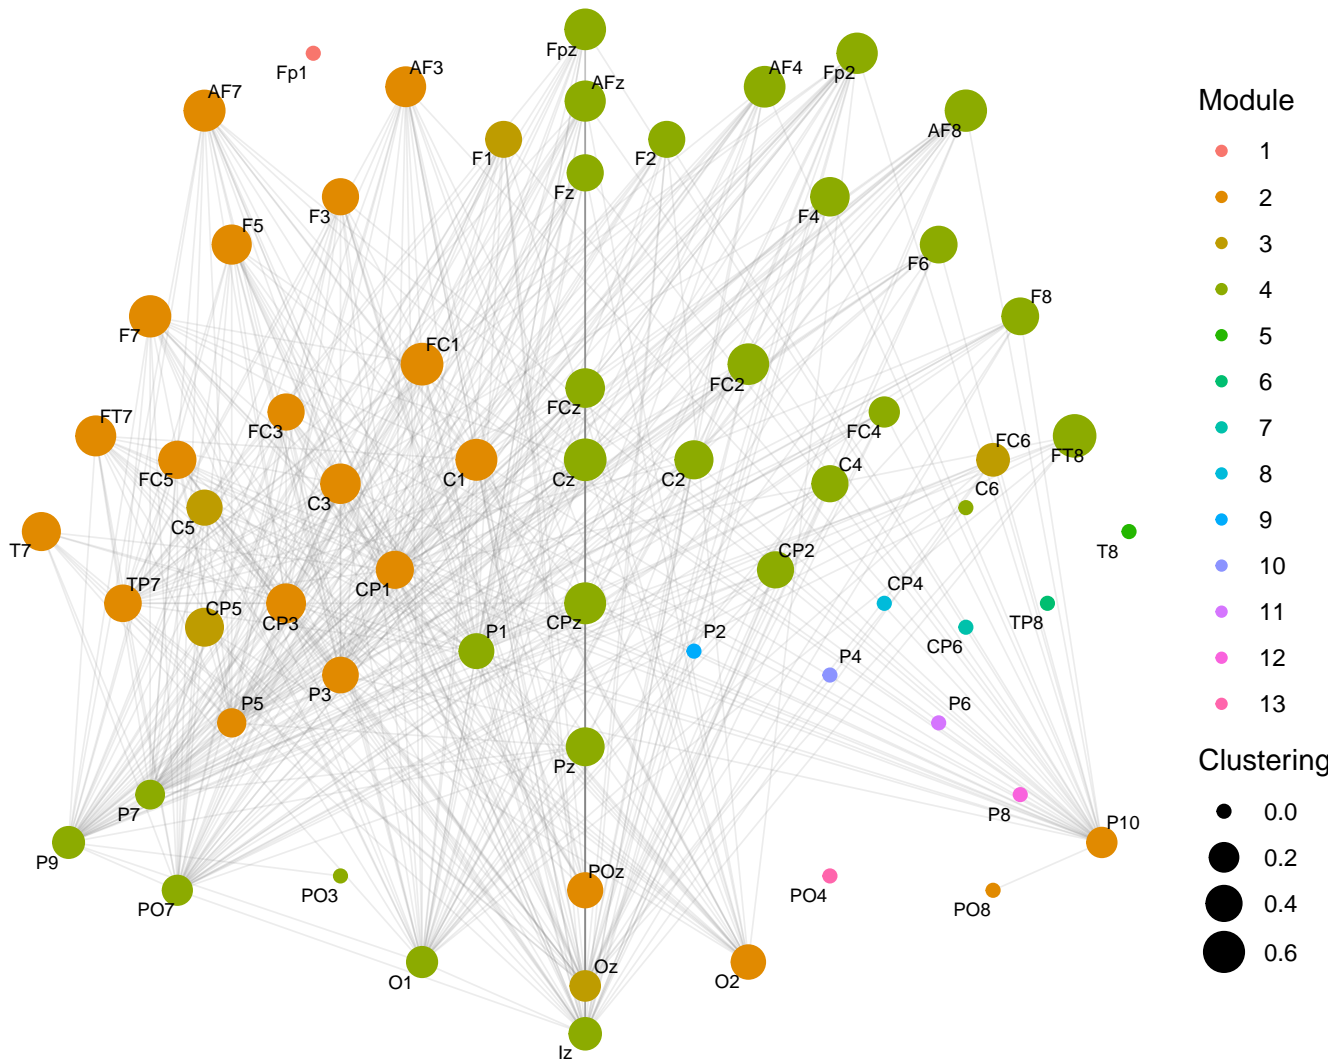 Fpz
Fp1
AF3
AF4
Fp2
AF7
AFz
AF8
F1
F2
Fz
F3
F4
F5
F6
F7
F8
FC1
FC2
FCz
FT7
FC3
FC4
FC6
FT8
FC5
C1
Cz
C2
C4
C3
C6
C5
T7
T8
CP1
CP2
TP7
CP4
CP5
CP3
CPz
TP8
P1
P2
CP6
P3
P4
P5
P6
Pz
P7
P8
P10
P9
POz
PO7
PO3
PO4
PO8
Oz
O1
O2
Iz
Module
1
2
3
4
5
6
7
8
9
10
11
12
13
Clustering
0.0
0.2
0.4
0.6